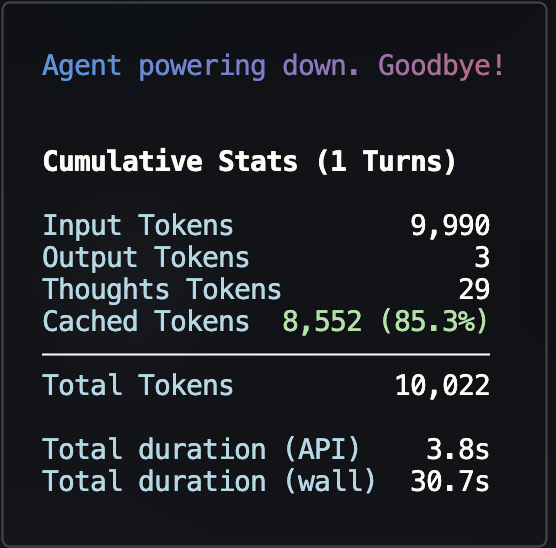 Agent powering down. Goodbye!
Cumulative Stats (1 Turns)
Input Tokens 9,990
Output Tokens 3
Thoughts Tokens 29
Cached Tokens 8,552 (85.3%)
Total Tokens 10,022
Total duration (API) 3.8s
Total duration (wall) 30.7s